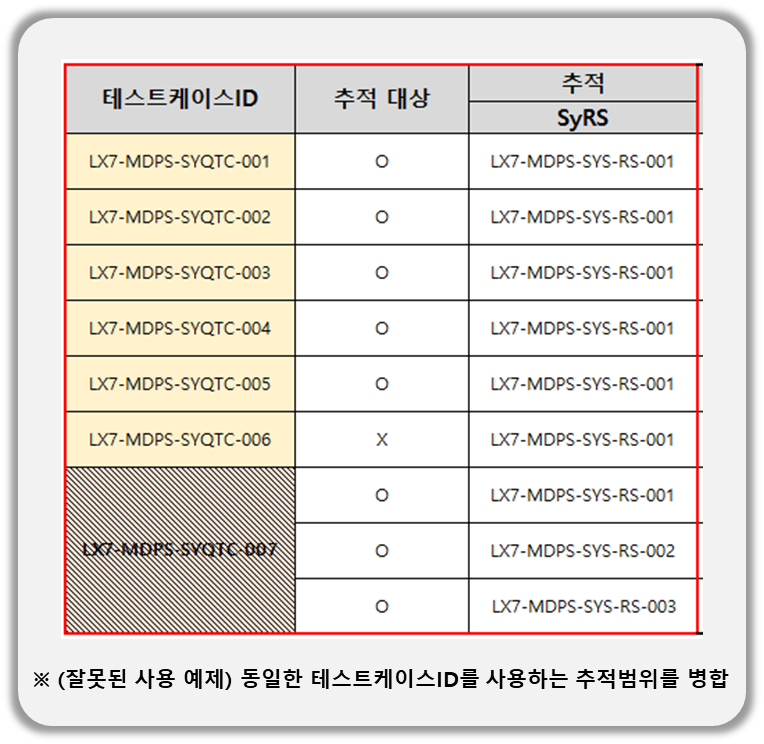 테스트케이스ID 추적 대상 추적
SyRS
LX7-MDPS-SYQTC-001 O LX7-MDPS-SYS-RS-001
LX7-MDPS-SYQTC-002 O LX7-MDPS-SYS-RS-001
LX7-MDPS-SYQTC-003 O LX7-MDPS-SYS-RS-001
LX7-MDPS-SYQTC-004 O LX7-MDPS-SYS-RS-001
LX7-MDPS-SYQTC-005 O LX7-MDPS-SYS-RS-001
LX7-MDPS-SYQTC-006 X LX7-MDPS-SYS-RS-001
O LX7-MDPS-SYS-RS-001
LX7-MDPS-SYQTC-007 O LX7-MDPS-SYS-RS-002
O LX7-MDPS-SYS-RS-003
※ (잘못된 사용 예제) 동일한 테스트케이스ID를 사용하는 추적범위를 병합